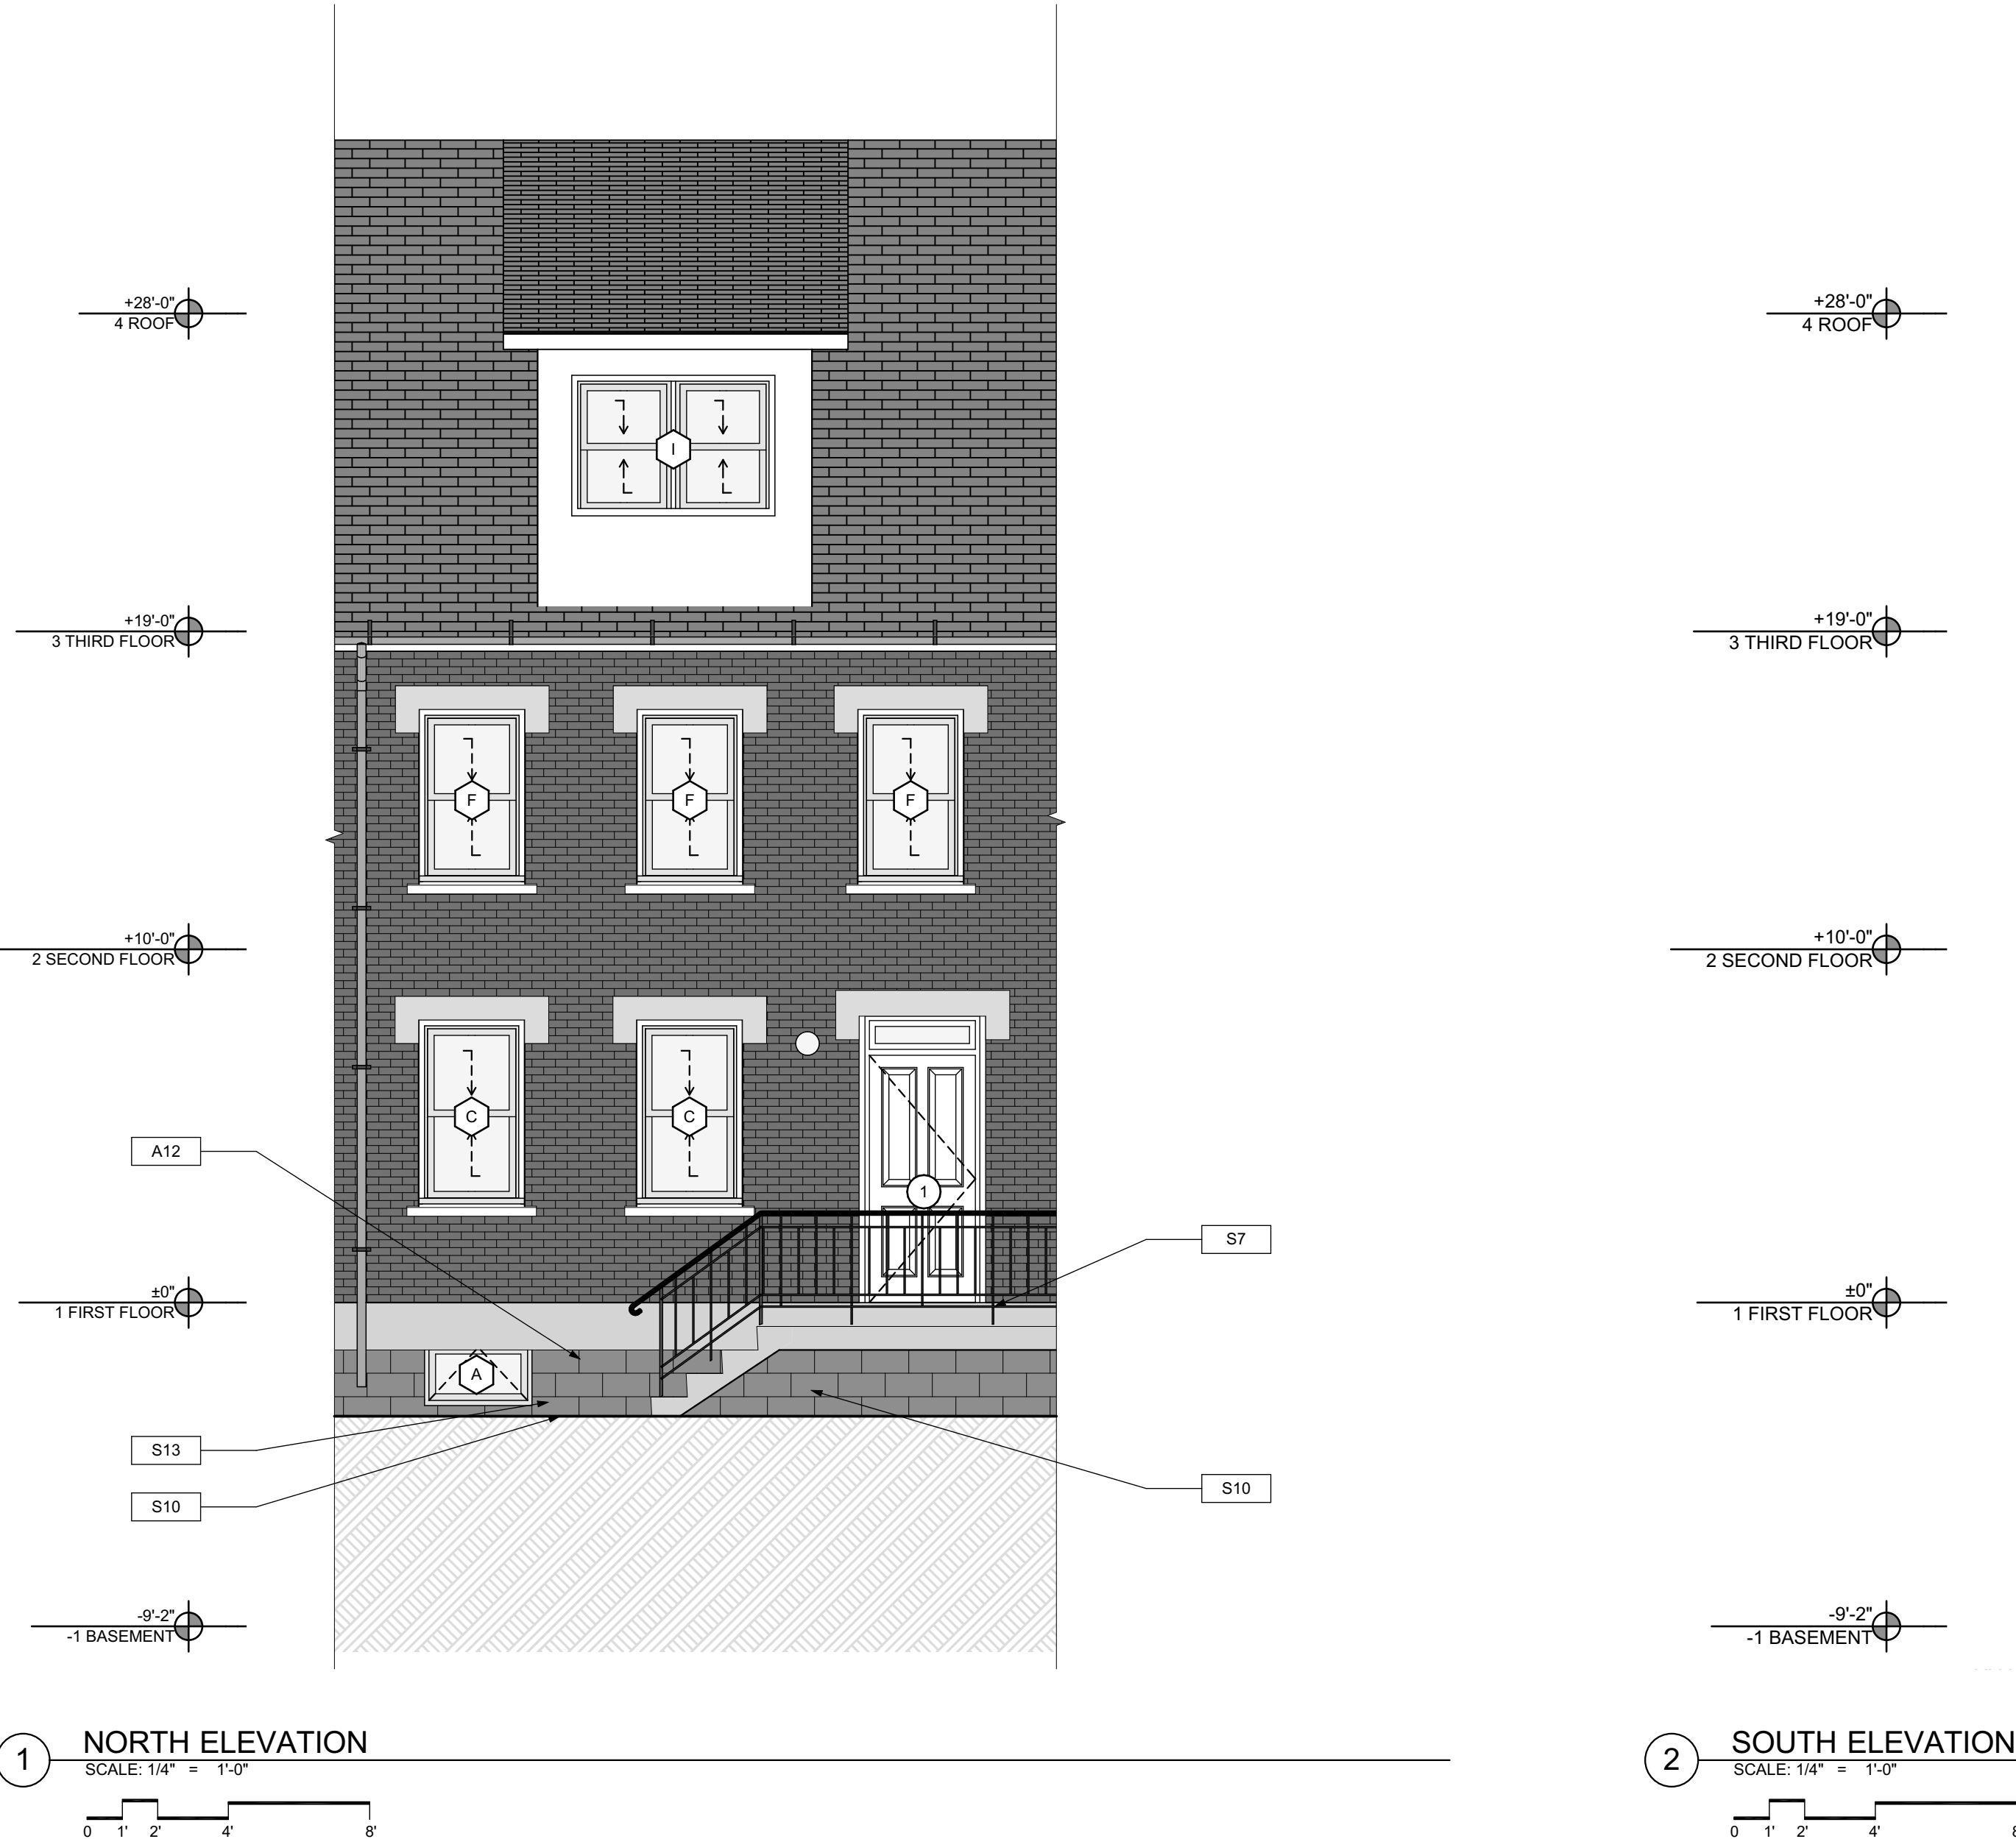 +28'-0"
4 ROOF
+28'-0"
4 ROOF
I
+19'-0"
3 THIRD FLOOR
+19'-0"
3 THIRD FLOOR
F
F
F
+10'-0"
2 SECOND FLOOR
+10'-0"
2 SECOND FLOOR
C
C
A12
1
S7
±0"
1 FIRST FLOOR
±0"
1 FIRST FLOOR
A
S13
S10
S10
-9'-2"
-1 BASEMENT
-9'-2"
-1 BASEMENT
1
NORTH ELEVATION
SCALE: 1/4" = 1'-0"
0 1' 2' 4' 8'
2
SOUTH ELEVATION
SCALE: 1/4" = 1'-0"
0 1' 2' 4'